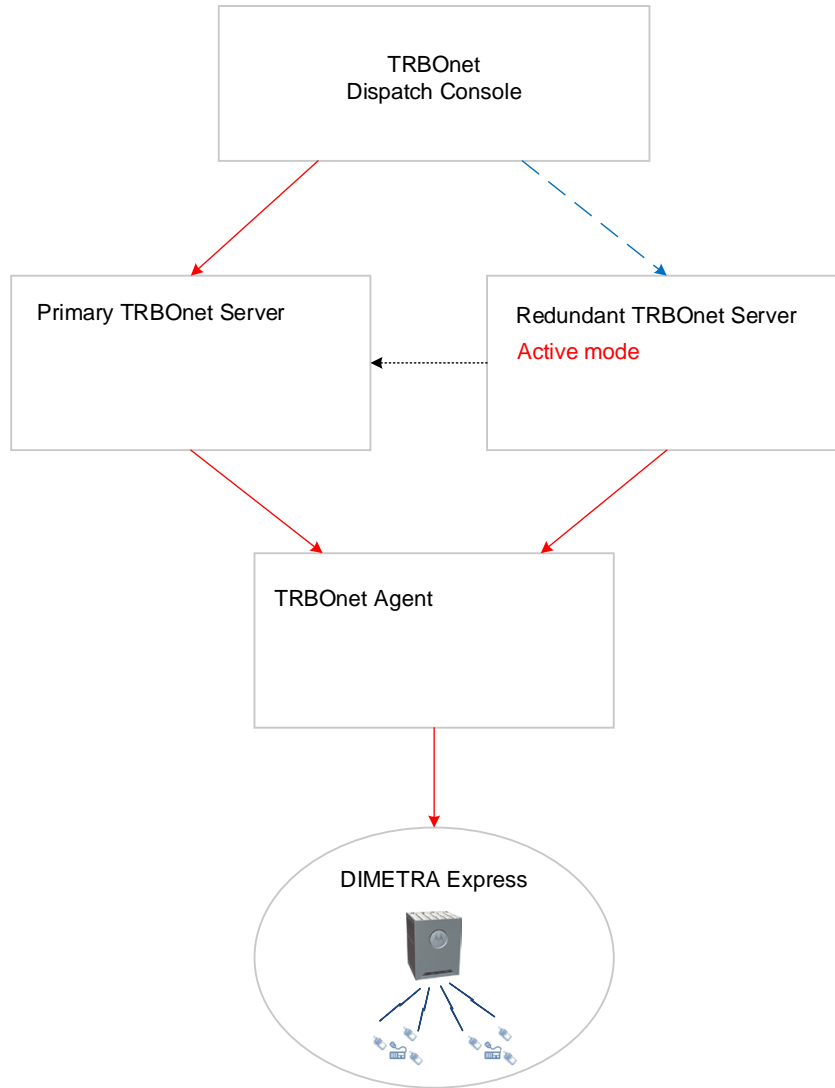 TRBOnet
Dispatch Console
Primary TRBOnet Server
Redundant TRBOnet Server
Active mode
TRBOnet Agent
DIMETRA Express